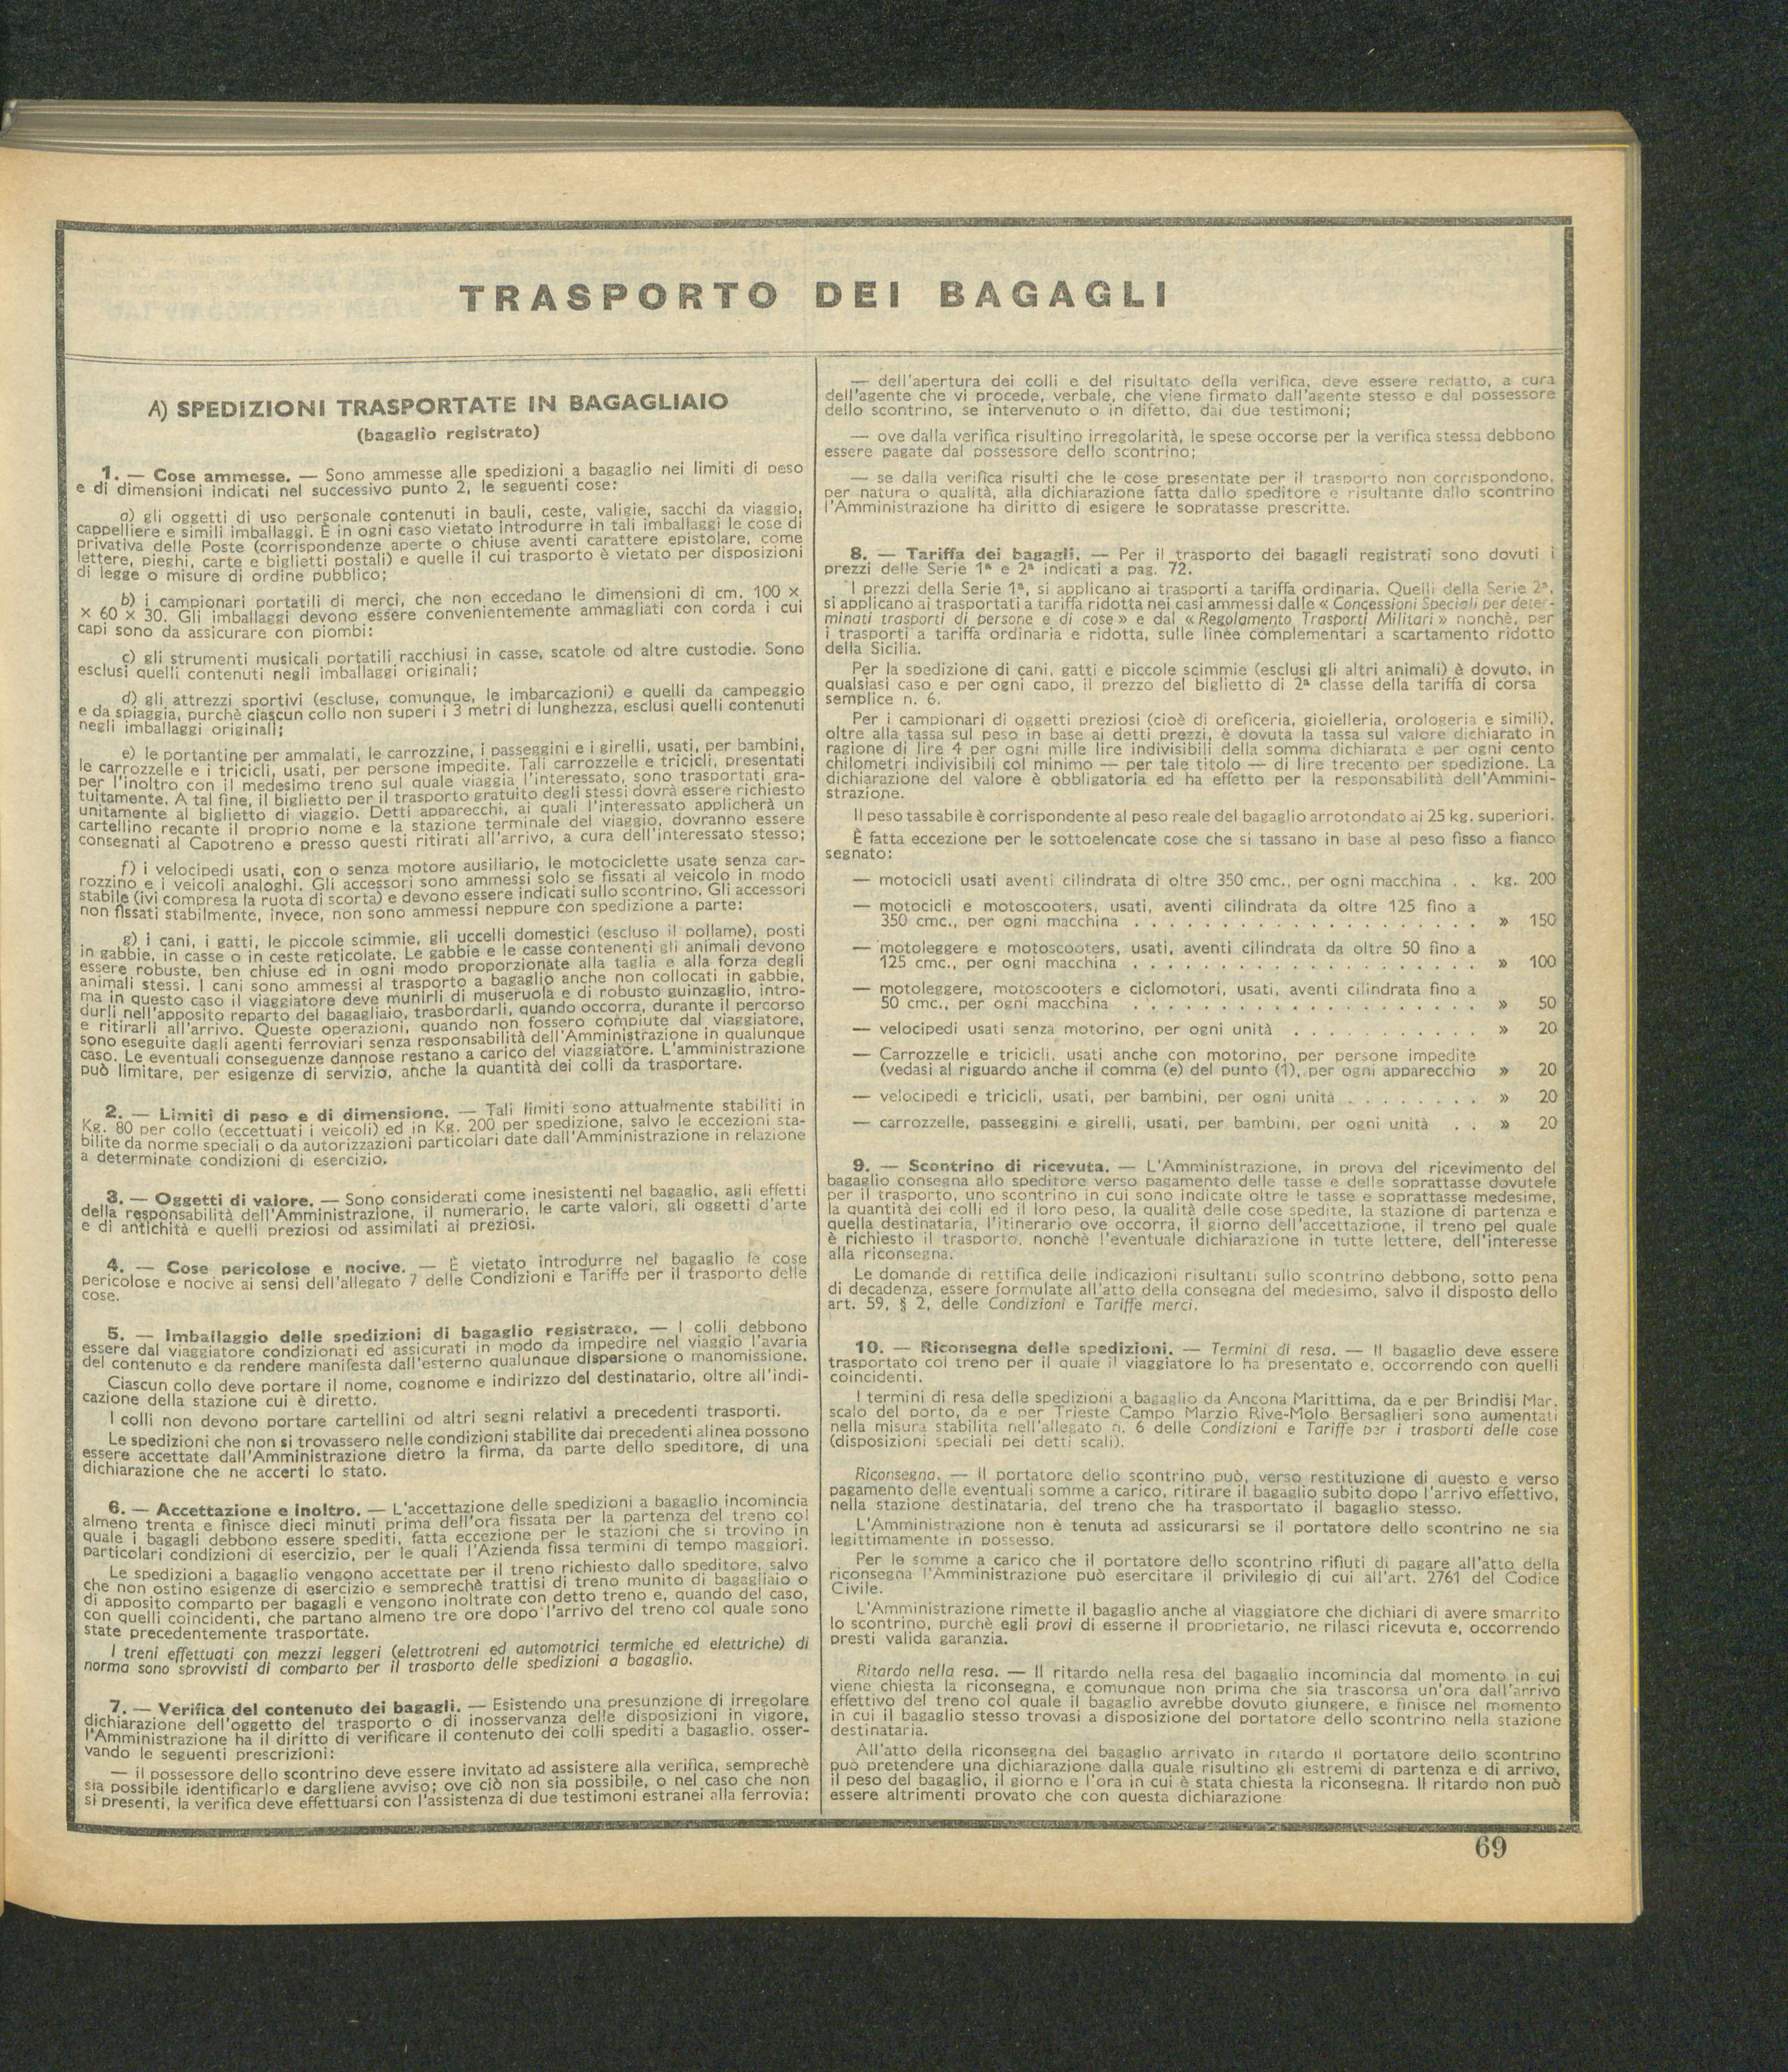 TRASPORTO DEI BAGAGLI
A) SPEDIZIONI TRASPORTATE IN BAGAGLIAIO
(bagaglio registrato)
1. — Cose ammesse. — Sono ammesse alle spedizioni a bagaglio nei limiti di peso
e di dimensioni indicati nel successivo punto 2, le seguenti cose:
a) gli oggetti di uso personale contenuti in bauli, ceste, valigie, sacchi da viaggio,
cappelliere e simili imballaggi. È in ogni caso vietato introdurre in tali imballaggi le cose di
privativa delle Poste (corrispondenze aperte o chiuse aventi carattere epistolare, come
lettere, pieghi, carte e biglietti postali) e quelle il cui trasporto è vietato per disposizioni
di legge o misure di ordine pubblico;
b) i campionari portatili di merci, che non eccedano le dimensioni di cm. 100 ×
× 60 × 30. Gli imballaggi devono essere convenientemente ammagliati con corda i cui
capi sono da assicurare con piombi:
c) gli strumenti musicali portatili racchiusi in casse, scatole od altre custodie. Sono
esclusi quelli contenuti negli imballaggi originali;
d) gli attrezzi sportivi (escluse, comunque, le imbarcazioni) e quelli da campeggio
e da spiaggia, purchè ciascun collo non superi i 3 metri di lunghezza, esclusi quelli contenuti
negli imballaggi originali;
e) le portantine per ammalati, le carrozzine, i passeggini e i girelli, usati, per bambini,
le carrozzelle e i tricicli, usati, per persone impedite. Tali carrozzelle e tricicli, presentati
per l'inoltro con il medesimo treno sul quale viaggia l'interessato, sono trasportati gra-
tuitamente. A tal fine, il biglietto per il trasporto gratuito degli stessi dovrà essere richiesto
unitamente al biglietto di viaggio. Detti apparecchi, ai quali l'interessato applicherà un
cartellino recante il proprio nome e la stazione terminale del viaggio, dovranno essere
consegnati al Capotreno e presso questi ritirati all'arrivo, a cura dell'interessato stesso;
f) i velocipedi usati, con o senza motore ausiliario, le motociclette usate senza car-
rozzino e i veicoli analoghi. Gli accessori sono ammessi solo se fissati al veicolo in modo
stabile (ivi compresa la ruota di scorta) e devono essere indicati sullo scontrino. Gli accessori
non fissati stabilmente, invece, non sono ammessi neppure con spedizione a parte:
g) i cani, i gatti, le piccole scimmie, gli uccelli domestici (escluso il pollame), posti
in gabbie, in casse o in ceste reticolate. Le gabbie e le casse contenenti gli animali devono
essere robuste, ben chiuse ed in ogni modo proporzionate alla taglia e alla forza degli
animali stessi. I cani sono ammessi al trasporto a bagaglio anche non collocati in gabbie,
ma in questo caso il viaggiatore deve munirli di museruola e di robusto guinzaglio, intro-
durli nell'apposito reparto del bagagliaio, trasbordarli, quando occorra, durante il percorso
e ritirarli all'arrivo. Queste operazioni, quando non fossero compiute dal viaggiatore,
sono eseguite dagli agenti ferroviari senza responsabilità dell'Amministrazione in qualunque
caso. Le eventuali conseguenze dannose restano a carico del viaggiatore. L'amministrazione
può limitare, per esigenze di servizio, anche la quantità dei colli da trasportare.
2. — Limiti di peso e di dimensione. — Tali limiti sono attualmente stabiliti in
Kg. 80 per collo (eccettuati i veicoli) ed in Kg. 200 per spedizione, salvo le eccezioni sta-
bilite da norme speciali o da autorizzazioni particolari date dall'Amministrazione in relazione
a determinate condizioni di esercizio.
3. — Oggetti di valore. — Sono considerati come inesistenti nel bagaglio, agli effetti
della responsabilità dell'Amministrazione, il numerario, le carte valori, gli oggetti d'arte
e di antichità e quelli preziosi od assimilati ai preziosi.
4. — Cose pericolose e nocive. — È vietato introdurre nel bagaglio le cose
pericolose e nocive ai sensi dell'allegato 7 delle Condizioni e Tariffe per il trasporto delle
cose.
5. — Imballaggio delle spedizioni di bagaglio registrato. — I colli debbono
essere dal viaggiatore condizionati ed assicurati in modo da impedire nel viaggio l'avaria
del contenuto e da rendere manifesta dall'esterno qualunque dispersione o manomissione.
Ciascun collo deve portare il nome, cognome e indirizzo del destinatario, oltre all'indi-
cazione della stazione cui è diretto.
I colli non devono portare cartellini od altri segni relativi a precedenti trasporti.
Le spedizioni che non si trovassero nelle condizioni stabilite dai precedenti alinea possono
essere accettate dall'Amministrazione dietro la firma, da parte dello speditore, di una
dichiarazione che ne accerti lo stato.
6. — Accettazione e inoltro. — L'accettazione delle spedizioni a bagaglio incomincia
almeno trenta e finisce dieci minuti prima dell'ora fissata per la partenza del treno col
quale i bagagli debbono essere spediti, fatta eccezione per le stazioni che si trovino in
particolari condizioni di esercizio, per le quali l'Azienda fissa termini di tempo maggiori.
Le spedizioni a bagaglio vengono accettate per il treno richiesto dallo speditore, salvo
che non ostino esigenze di esercizio e semprechè trattisi di treno munito di bagagliaio o
di apposito comparto per bagagli e vengono inoltrate con detto treno e, quando del caso,
con quelli coincidenti, che partano almeno tre ore dopo l'arrivo del treno col quale sono
state precedentemente trasportate.
I treni effettuati con mezzi leggeri (elettrotreni ed automotrici termiche ed elettriche) di
norma sono sprovvisti di comparto per il trasporto delle spedizioni a bagaglio.
7. — Verifica del contenuto dei bagagli. — Esistendo una presunzione di irregolare
dichiarazione dell'oggetto del trasporto o di inosservanza delle disposizioni in vigore,
l'Amministrazione ha il diritto di verificare il contenuto dei colli spediti a bagaglio, osser-
vando le seguenti prescrizioni:
— il possessore dello scontrino deve essere invitato ad assistere alla verifica, semprechè
sia possibile identificarlo e dargliene avviso; ove ciò non sia possibile, o nel caso che non
si presenti, la verifica deve effettuarsi con l'assistenza di due testimoni estranei alla ferrovia;
— dell'apertura dei colli e del risultato della verifica, deve essere redatto, a cura
dell'agente che vi procede, verbale, che viene firmato dall'agente stesso e dal possessore
dello scontrino, se intervenuto o in difetto, dai due testimoni;
— ove dalla verifica risultino irregolarità, le spese occorse per la verifica stessa debbono
essere pagate dal possessore dello scontrino;
— se dalla verifica risulti che le cose presentate per il trasporto non corrispondono,
per natura o qualità, alla dichiarazione fatta dallo speditore e risultante dallo scontrino
l'Amministrazione ha diritto di esigere le sopratasse prescritte.
8. — Tariffa dei bagagli. — Per il trasporto dei bagagli registrati sono dovuti i
prezzi delle Serie 1ª e 2ª indicati a pag. 72.
I prezzi della Serie 1ª, si applicano ai trasporti a tariffa ordinaria. Quelli della Serie 2ª,
si applicano ai trasportati a tariffa ridotta nei casi ammessi dalle « Concessioni Speciali per deter-
minati trasporti di persone e di cose » e dal « Regolamento Trasporti Militari » nonchè, per
i trasporti a tariffa ordinaria e ridotta, sulle linee complementari a scartamento ridotto
della Sicilia.
Per la spedizione di cani, gatti e piccole scimmie (esclusi gli altri animali) è dovuto, in
qualsiasi caso e per ogni capo, il prezzo del biglietto di 2ª classe della tariffa di corsa
semplice n. 6.
Per i campionari di oggetti preziosi (cioè di oreficeria, gioielleria, orologeria e simili),
oltre alla tassa sul peso in base ai detti prezzi, è dovuta la tassa sul valore dichiarato in
ragione di lire 4 per ogni mille lire indivisibili della somma dichiarata e per ogni cento
chilometri indivisibili col minimo — per tale titolo — di lire trecento per spedizione. La
dichiarazione del valore è obbligatoria ed ha effetto per la responsabilità dell'Ammini-
strazione.
Il peso tassabile è corrispondente al peso reale del bagaglio arrotondato ai 25 kg. superiori.
È fatta eccezione per le sottoelencate cose che si tassano in base al peso fisso a fianco
segnato:
— motocicli usati aventi cilindrata di oltre 350 cmc., per ogni macchina . . kg. 200
— motocicli e motoscooters, usati, aventi cilindrata da oltre 125 fino a
350 cmc., per ogni macchina . . . . . . . . . . . . . . . . . . . » 150
— motoleggere e motoscooters, usati, aventi cilindrata da oltre 50 fino a
125 cmc., per ogni macchina . . . . . . . . . . . . . . . . . . . » 100
— motoleggere, motoscooters e ciclomotori, usati, aventi cilindrata fino a
50 cmc., per ogni macchina . . . . . . . . . . . . . . . . . . . » 50
— velocipedi usati senza motorino, per ogni unità . . . . . . . . . . . » 20
— Carrozzelle e tricicli, usati anche con motorino, per persone impedite
(vedasi al riguardo anche il comma (e) del punto (1), per ogni apparecchio » 20
— velocipedi e tricicli, usati, per bambini, per ogni unità . . . . . . . . » 20
— carrozzelle, passeggini e girelli, usati, per bambini, per ogni unità . . » 20
9. — Scontrino di ricevuta. — L'Amministrazione, in prova del ricevimento del
bagaglio consegna allo speditore verso pagamento delle tasse e delle soprattasse dovutele
per il trasporto, uno scontrino in cui sono indicate oltre le tasse e soprattasse medesime,
la quantità dei colli ed il loro peso, la qualità delle cose spedite, la stazione di partenza e
quella destinataria, l'itinerario ove occorra, il giorno dell'accettazione, il treno pel quale
è richiesto il trasporto, nonchè l'eventuale dichiarazione in tutte lettere, dell'interesse
alla riconsegna.
Le domande di rettifica delle indicazioni risultanti sullo scontrino debbono, sotto pena
di decadenza, essere formulate all'atto della consegna del medesimo, salvo il disposto dello
art. 59, § 2, delle Condizioni e Tariffe merci.
10. — Riconsegna delle spedizioni. — Termini di resa. — Il bagaglio deve essere
trasportato col treno per il quale il viaggiatore lo ha presentato e, occorrendo con quelli
coincidenti.
I termini di resa delle spedizioni a bagaglio da Ancona Marittima, da e per Brindisi Mar.
scalo del porto, da e per Trieste Campo Marzio Rive-Molo Bersaglieri sono aumentati
nella misura stabilita nell'allegato n. 6 delle Condizioni e Tariffe per i trasporti delle cose
(disposizioni speciali pei detti scali).
Riconsegna. — Il portatore dello scontrino può, verso restituzione di questo e verso
pagamento delle eventuali somme a carico, ritirare il bagaglio subito dopo l'arrivo effettivo,
nella stazione destinataria, del treno che ha trasportato il bagaglio stesso.
L'Amministrazione non è tenuta ad assicurarsi se il portatore dello scontrino ne sia
legittimamente in possesso.
Per le somme a carico che il portatore dello scontrino rifiuti di pagare all'atto della
riconsegna l'Amministrazione può esercitare il privilegio di cui all'art. 2761 del Codice
Civile.
L'Amministrazione rimette il bagaglio anche al viaggiatore che dichiari di avere smarrito
lo scontrino, purchè egli provi di esserne il proprietario, ne rilasci ricevuta e, occorrendo
presti valida garanzia.
Ritardo nella resa. — Il ritardo nella resa del bagaglio incomincia dal momento in cui
viene chiesta la riconsegna, e comunque non prima che sia trascorsa un'ora dall'arrivo
effettivo del treno col quale il bagaglio avrebbe dovuto giungere, e finisce nel momento
in cui il bagaglio stesso trovasi a disposizione del portatore dello scontrino nella stazione
destinataria.
All'atto della riconsegna del bagaglio arrivato in ritardo il portatore dello scontrino
può pretendere una dichiarazione dalla quale risultino gli estremi di partenza e di arrivo,
il peso del bagaglio, il giorno e l'ora in cui è stata chiesta la riconsegna. Il ritardo non può
essere altrimenti provato che con questa dichiarazione
69